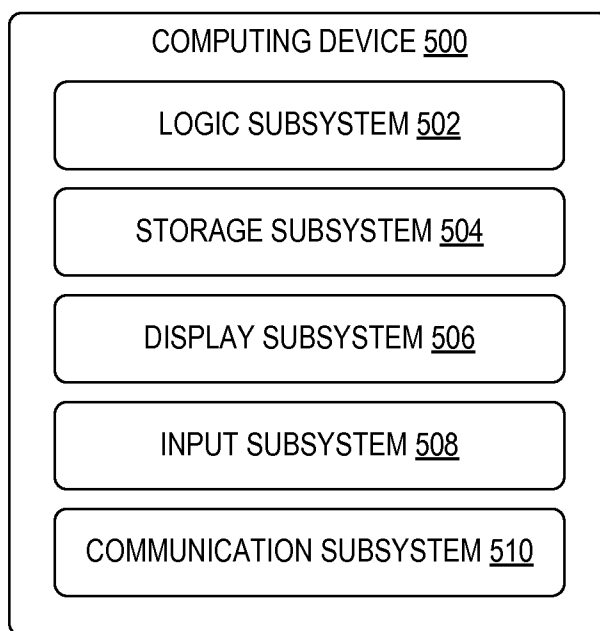 COMPUTING DEVICE 500
LOGIC SUBSYSTEM 502
STORAGE SUBSYSTEM 504
DISPLAY SUBSYSTEM 506
INPUT SUBSYSTEM 508
COMMUNICATION SUBSYSTEM 510